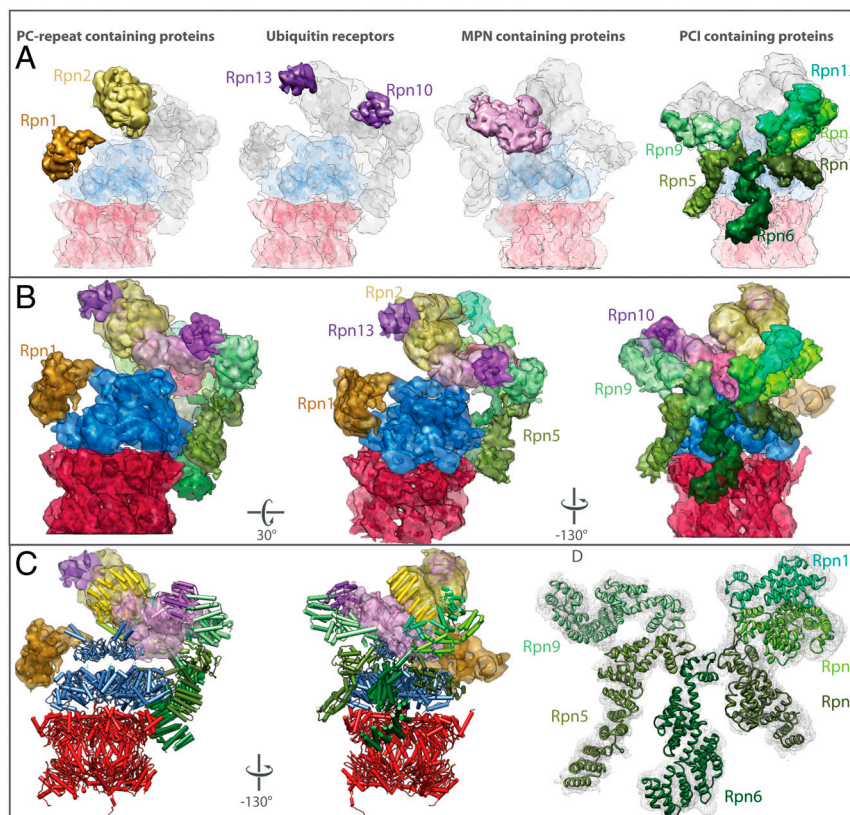 PC-repeat containing proteins
Ubiquitin receptors
MPN containing proteins
PCI containing proteins
A
Rpn2
Rpn1
Rpn13
Rpn10
Rpn9
Rpn5
Rpn6
B
Rpn1
Rpn2
Rpn13
Rpn1
Rpn5
Rpn10
Rpn9
30°
-130°
C
-130°
D
Rpn9
Rpn5
Rpn6